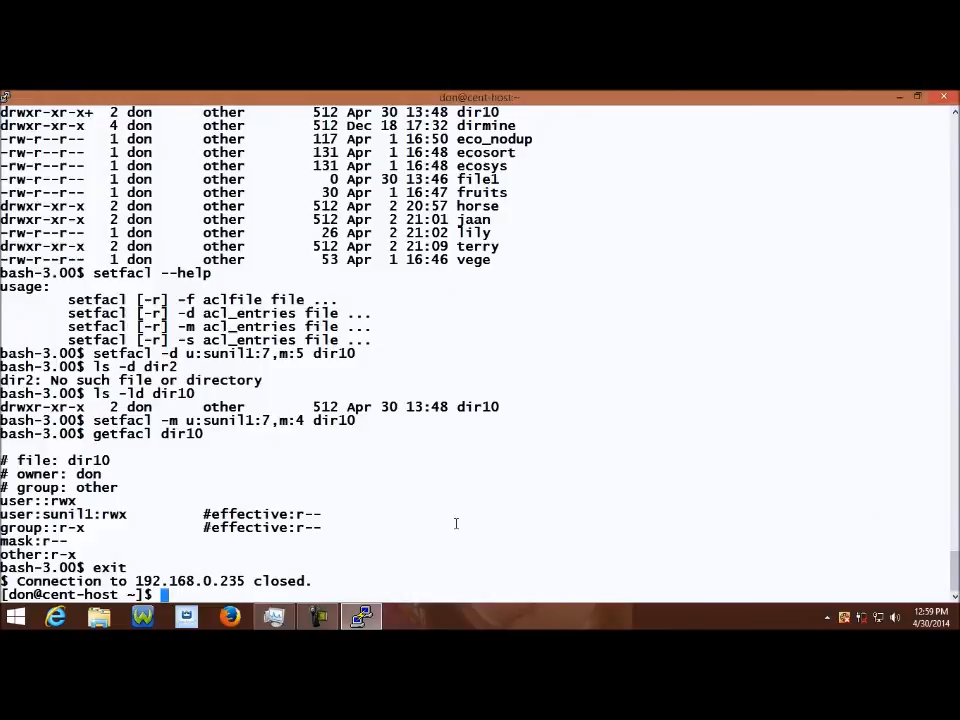 don@cent-host:~
drwxr-xr-x+ 2 don other 512 Apr 30 13:48 dir10
drwxr-xr-x 4 don other 512 Dec 18 17:32 dirmine
-rw-r--r-- 1 don other 117 Apr 1 16:50 eco_nodup
-rw-r--r-- 1 don other 131 Apr 1 16:48 ecosort
-rw-r--r-- 1 don other 131 Apr 1 16:48 ecosys
-rw-r--r-- 1 don other 0 Apr 30 13:46 file1
-rw-r--r-- 1 don other 30 Apr 1 16:47 fruits
drwxr-xr-x 2 don other 512 Apr 2 20:57 horse
drwxr-xr-x 2 don other 512 Apr 2 21:01 jaan
-rw-r--r-- 1 don other 26 Apr 2 21:02 lily
drwxr-xr-x 2 don other 512 Apr 2 21:09 terry
-rw-r--r-- 1 don other 53 Apr 1 16:46 vege
bash-3.00$ setfacl --help
usage:
setfacl [-r] -f aclfile file ...
setfacl [-r] -d acl_entries file ...
setfacl [-r] -m acl_entries file ...
setfacl [-r] -s acl_entries file ...
bash-3.00$ setfacl -d u:sunil1:7,m:5 dir10
bash-3.00$ ls -d dir2
dir2: No such file or directory
bash-3.00$ ls -ld dir10
drwxr-xr-x 2 don other 512 Apr 30 13:48 dir10
bash-3.00$ setfacl -m u:sunil1:7,m:4 dir10
bash-3.00$ getfacl dir10
# file: dir10
# owner: don
# group: other
user::rwx
user:sunil1:rwx #effective:r--
group::r-x #effective:r--
mask:r--
other:r-x
bash-3.00$ exit
$ Connection to 192.168.0.235 closed.
[don@cent-host ~]$
12:59 PM
4/30/2014